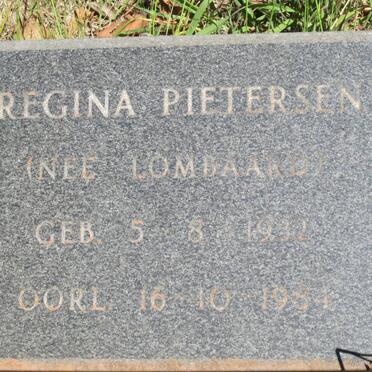 REGINA PIETERSEN
(NEE LOMBAARD)
GEB. 5-8-1932
OORL. 16-10-1984